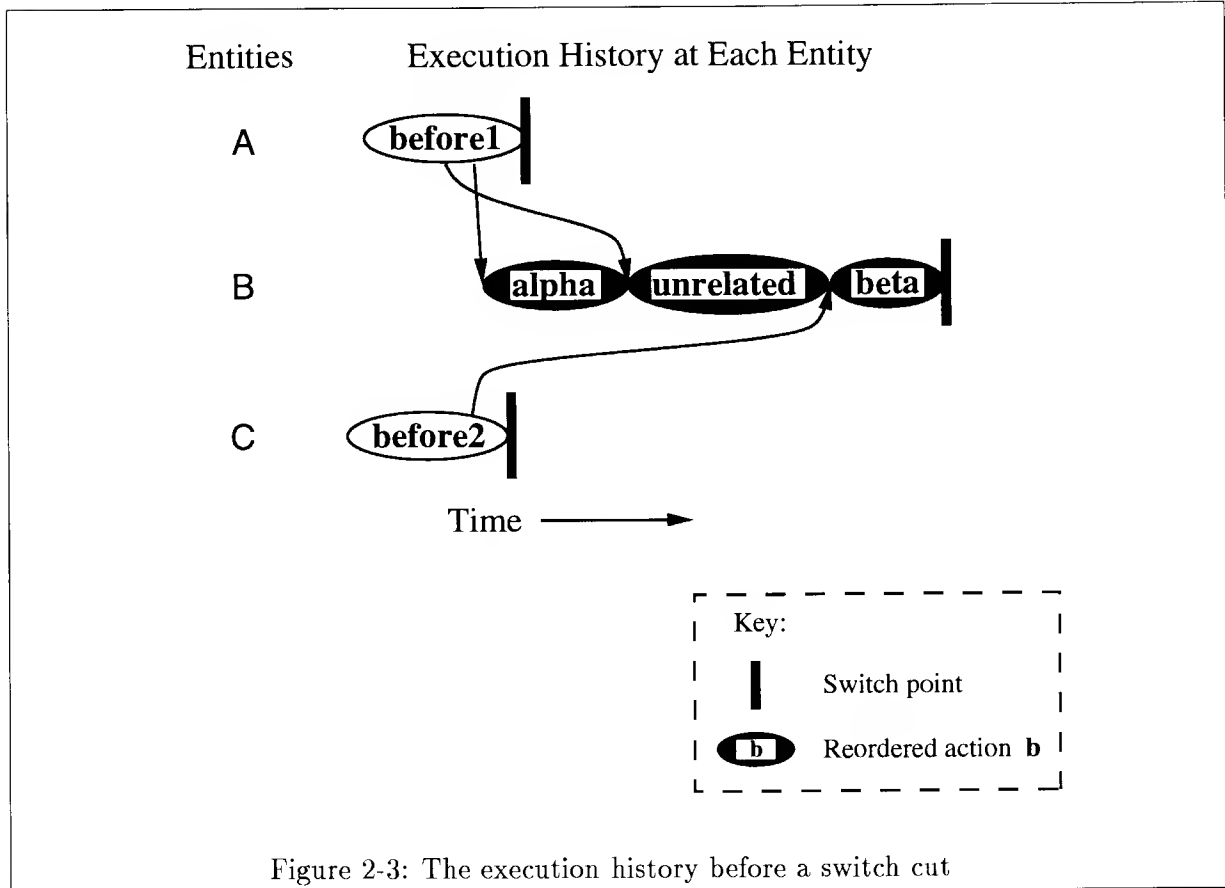 Entities Execution History at Each Entity
A before1
B alpha unrelated beta
C before2
Time
Key:
Switch point
b Reordered action b
Figure 2-3: The execution history before a switch cut